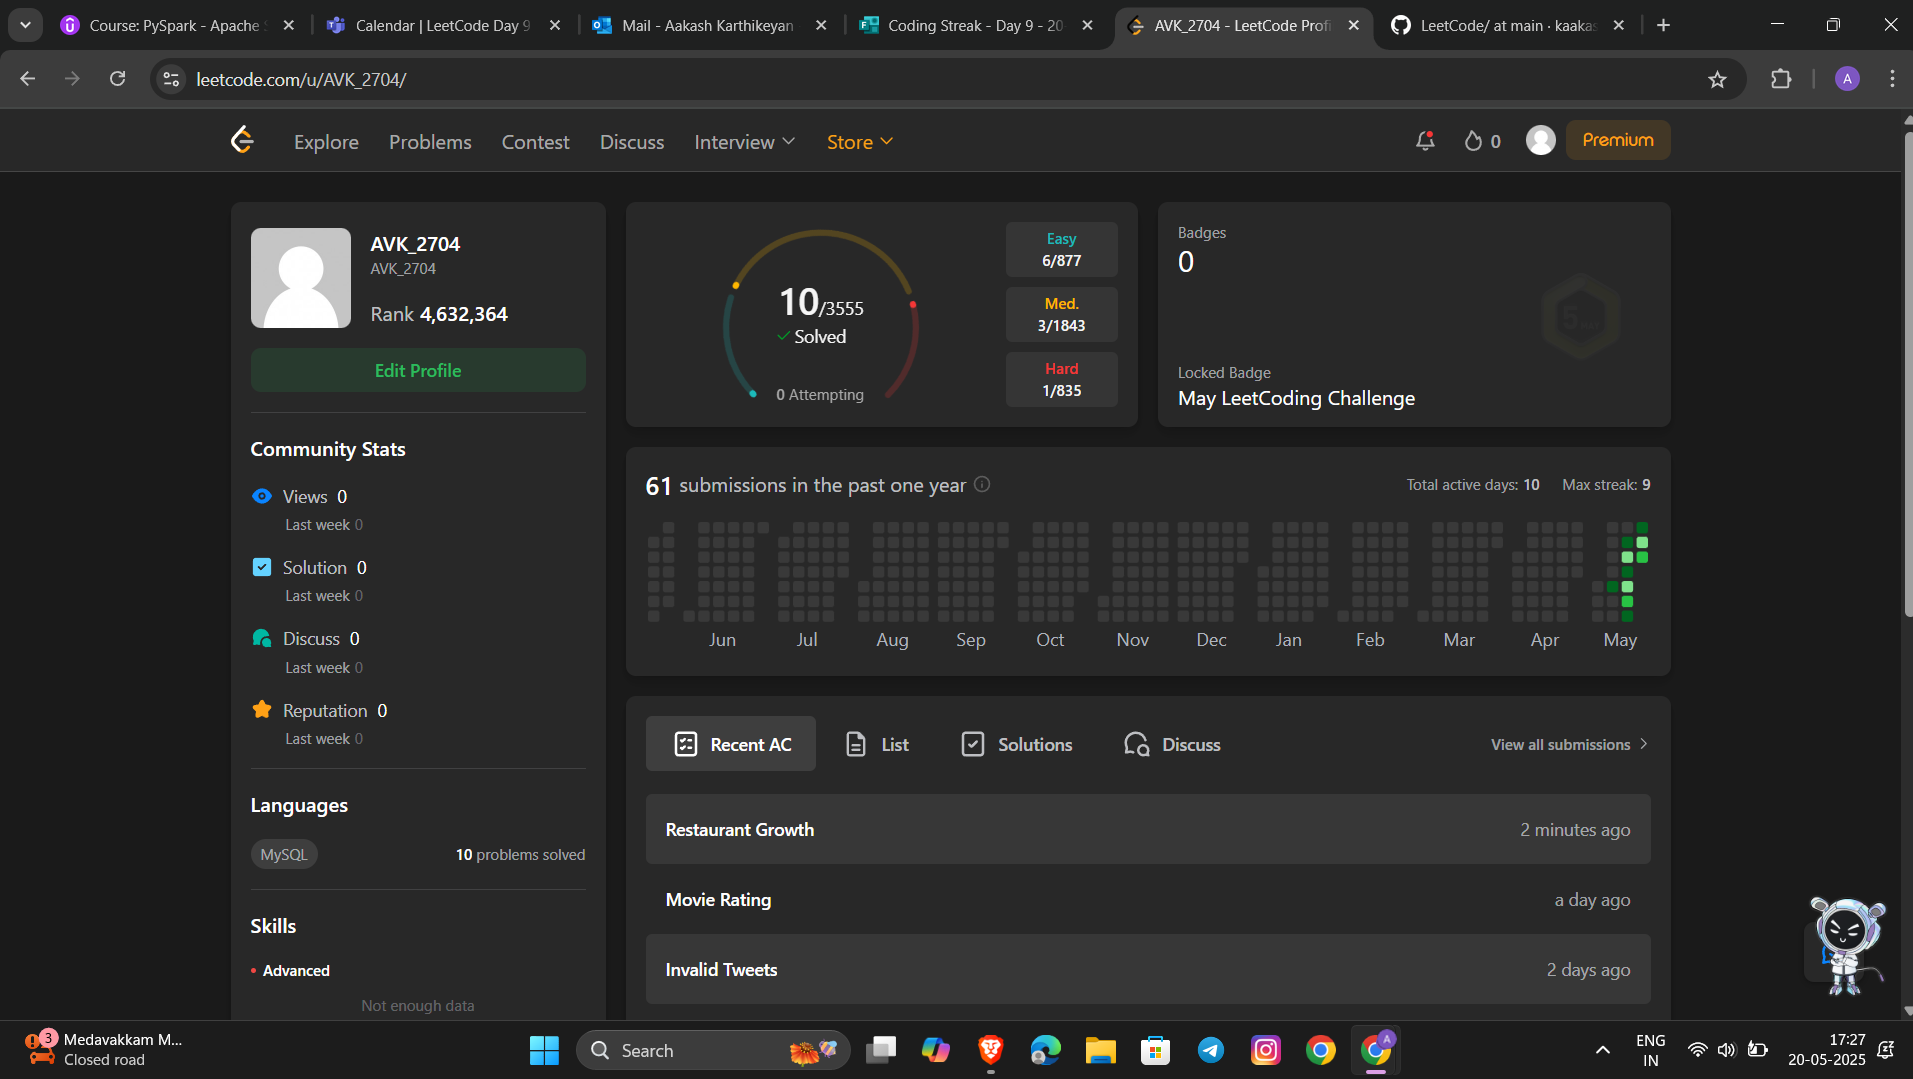 Course: PySpark - Apache
Calendar | LeetCode Day 9
Mail - Aakash Karthikeyan
Coding Streak - Day 9 - 20
AVK_2704 - LeetCode Profi
LeetCode/ at main · kaakas
leetcode.com/u/AVK_2704/
A
Explore
Problems
Contest
Discuss
Interview
Store
0
Premium
AVK_2704
AVK_2704
Rank 4,632,364
Edit Profile
Community Stats
Views 0
Last week 0
Solution 0
Last week 0
Discuss 0
Last week 0
Reputation 0
Last week 0
Languages
MySQL
10 problems solved
Skills
Advanced
Not enough data
10/3555
Solved
0 Attempting
Easy
6/877
Med.
3/1843
Hard
1/835
Badges
0
Locked Badge
May LeetCoding Challenge
61 submissions in the past one year
Total active days: 10
Max streak: 9
Jun Jul Aug Sep Oct Nov Dec Jan Feb Mar Apr May
Recent AC
List
Solutions
Discuss
View all submissions
Restaurant Growth
2 minutes ago
Movie Rating
a day ago
Invalid Tweets
2 days ago
3
Medavakkam M...
Closed road
Search
A
ENG
IN
17:27
20-05-2025